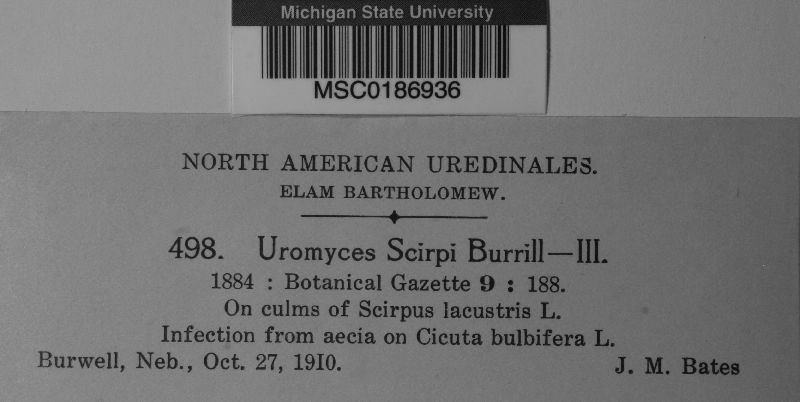 Michigan State University
MSC0186936
NORTH AMERICAN UREDINALES.
ELAM BARTHOLOMEW.
498. Uromyces Scirpi Burrill—III.
1884 : Botanical Gazette 9 : 188.
On culms of Scirpus lacustris L.
Infection from aecia on Cicuta bulbifera L.
Burwell, Neb., Oct. 27, 1910. J. M. Bates